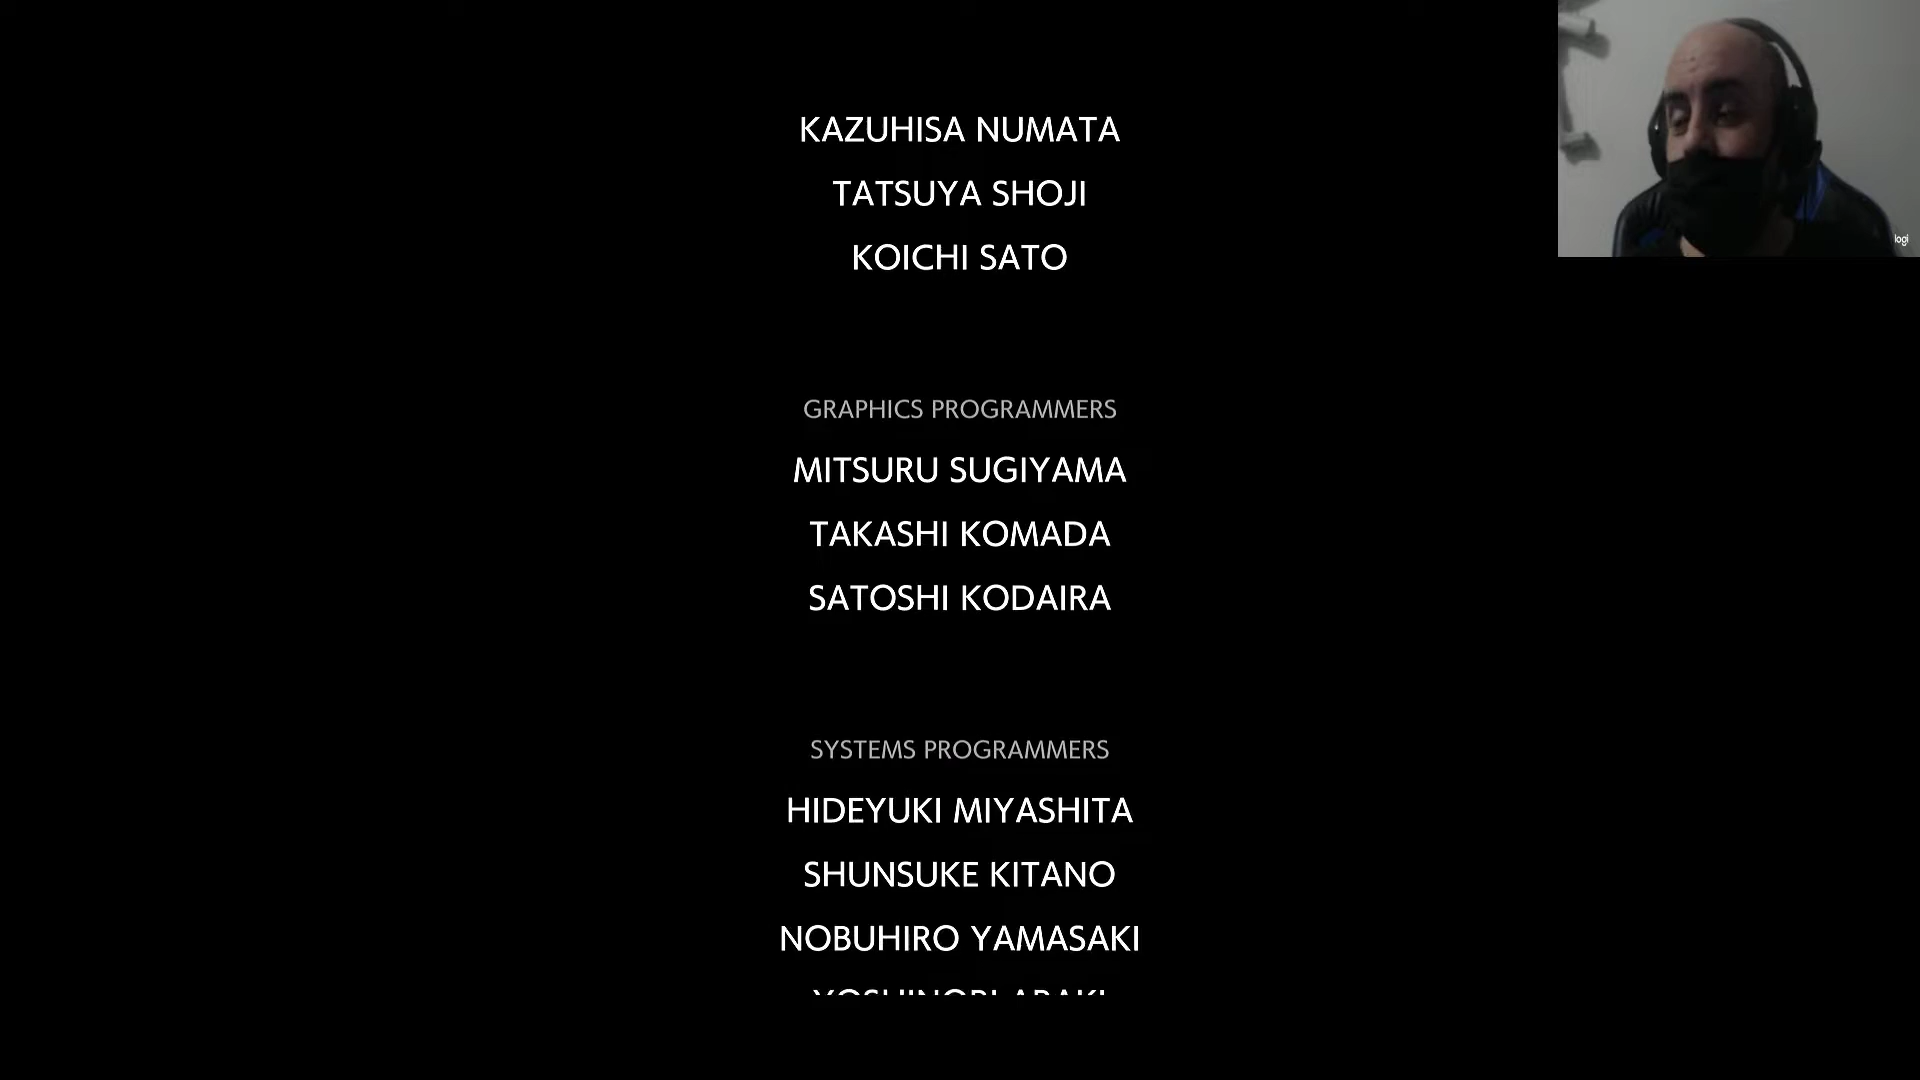 KAZUHISA NUMATA
TATSUYA SHOJI
KOICHI SATO
GRAPHICS PROGRAMMERS
MITSURU SUGIYAMA
TAKASHI KOMADA
SATOSHI KODAIRA
SYSTEMS PROGRAMMERS
HIDEYUKI MIYASHITA
SHUNSUKE KITANO
NOBUHIRO YAMASAKI
logi